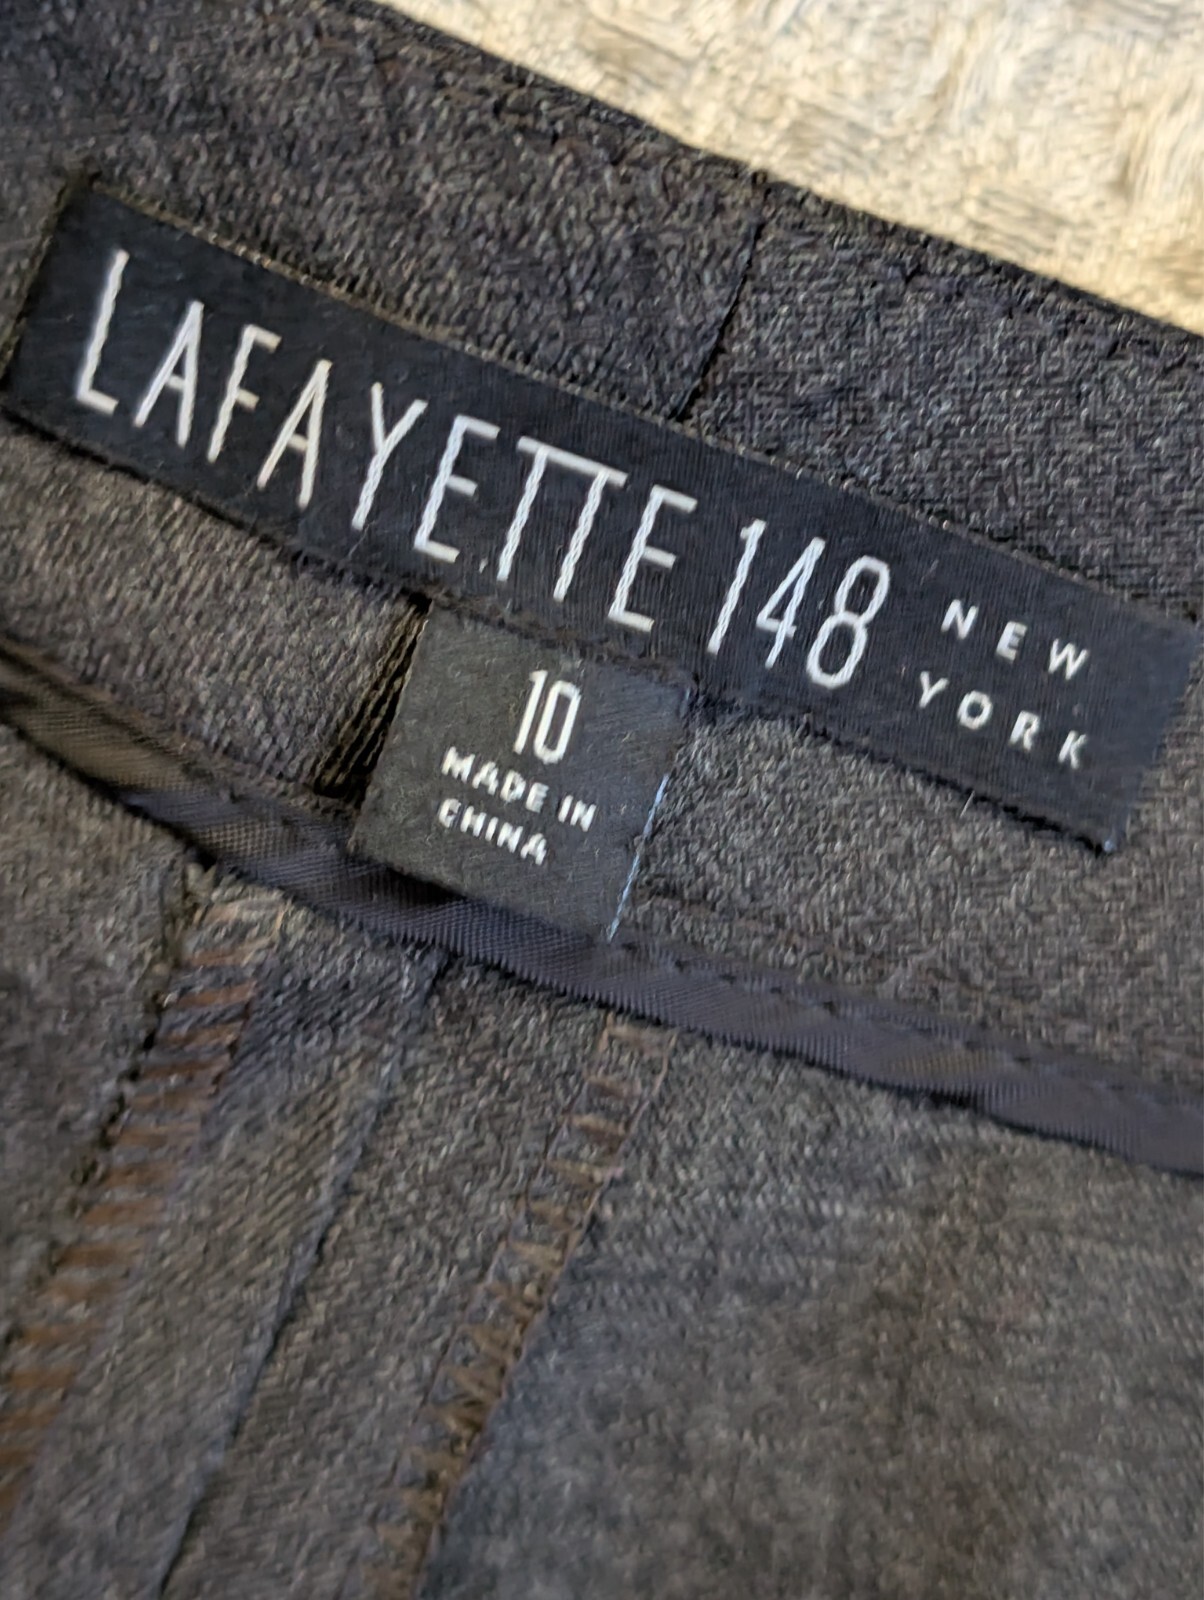 LAFAYETTE 148 NEW YORK
10
MADE IN
CHINA